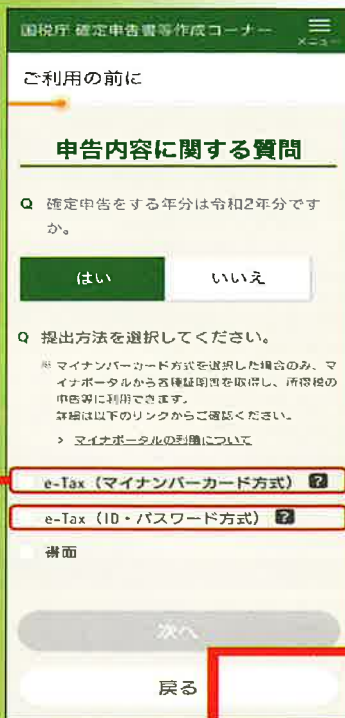 国税庁 確定申告書等作成コーナー
メニュー
ご利用の前に
申告内容に関する質問
Q 確定申告をする年分は令和2年分です
か。
はい いいえ
Q 提出方法を選択してください。
※ マイナンバーカード方式を選択した場合のみ、マ
イナポータルから各種証明書を取得し、所得税の
申告等に利用できます。
詳細は以下のリンクからご確認ください。
> マイナポータルの利用について
e-Tax（マイナンバーカード方式） ?
e-Tax（ID・パスワード方式） ?
書面
次へ
戻る